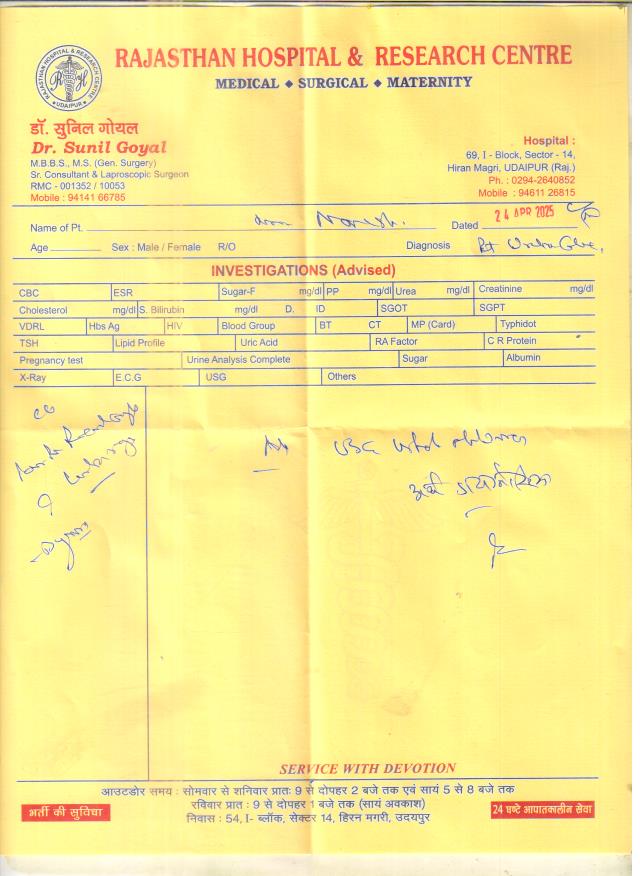 RAJASTHAN HOSPITAL & RESEARCH CENTRE
RAJASTHAN HOSPITAL & RESEARCH CENTRE
UDAIPUR
MEDICAL ◆ SURGICAL ◆ MATERNITY
डॉ. सुनिल गोयल
Dr. Sunil Goyal
M.B.B.S., M.S. (Gen. Surgery)
Sr. Consultant & Laproscopic Surgeon
RMC - 001352 / 10053
Mobile : 94141 66785
Hospital :
69, I - Block, Sector - 14,
Hiran Magri, UDAIPUR (Raj.)
Ph. : 0294-2640852
Mobile : 94611 26815
Name of Pt. Naresh. Dated 24 APR 2025
Age Sex : Male / Female R/O Diagnosis
INVESTIGATIONS (Advised)
CBC ESR Sugar-F mg/dl PP mg/dl Urea mg/dl Creatinine mg/dl
Cholesterol mg/dl S. Bilirubin mg/dl D. ID SGOT SGPT
VDRL Hbs Ag HIV Blood Group BT CT MP (Card) Typhidot
TSH Lipid Profile Uric Acid RA Factor C R Protein
Pregnancy test Urine Analysis Complete Sugar Albumin
X-Ray E.C.G USG Others
SERVICE WITH DEVOTION
आउटडोर समय : सोमवार से शनिवार प्रातः 9 से दोपहर 2 बजे तक एवं सायं 5 से 8 बजे तक
रविवार प्रात : 9 से दोपहर 1 बजे तक (सायं अवकाश)
भर्ती की सुविधा
निवास : 54, I- ब्लॉक, सेक्टर 14, हिरन मगरी, उदयपुर
24 घण्टे आपातकालीन सेवा